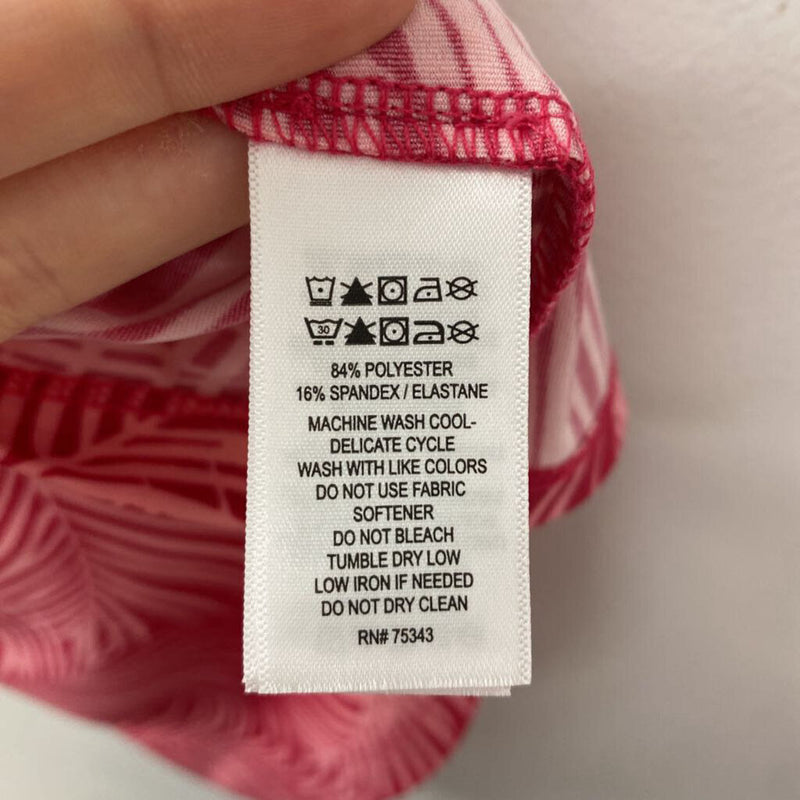 30
84% POLYESTER
16% SPANDEX / ELASTANE
MACHINE WASH COOL-
DELICATE CYCLE
WASH WITH LIKE COLORS
DO NOT USE FABRIC
SOFTENER
DO NOT BLEACH
TUMBLE DRY LOW
LOW IRON IF NEEDED
DO NOT DRY CLEAN
RN# 75343